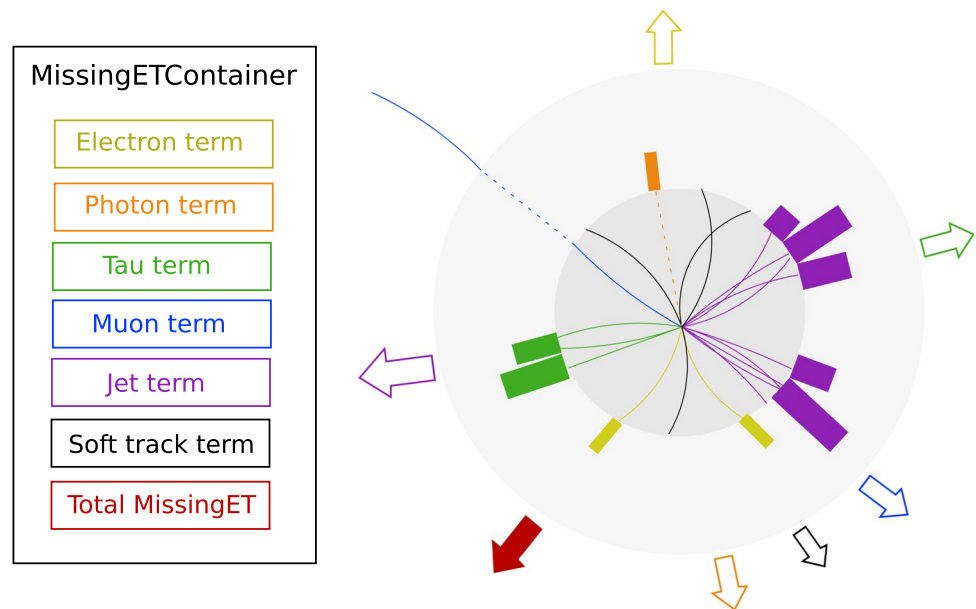 MissingETContainer
Electron term
Photon term
Tau term
Muon term
Jet term
Soft track term
Total MissingET